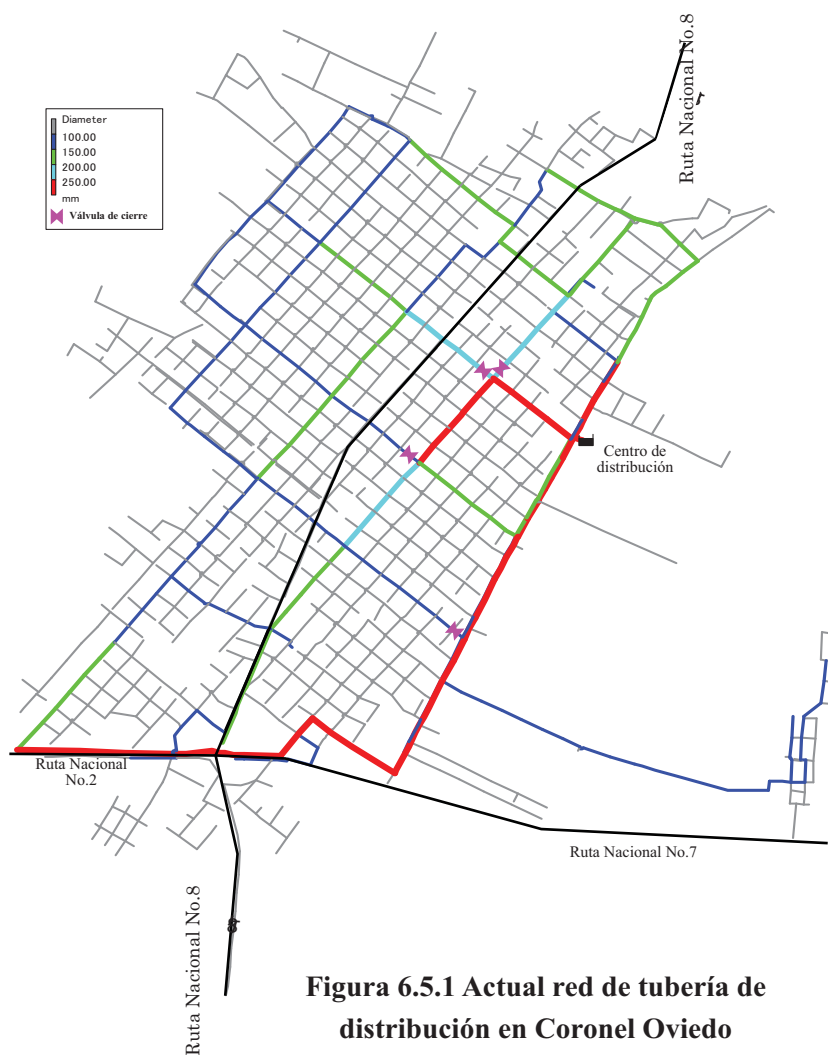 Ruta Nacional No.8
Diameter
100.00
150.00
200.00
250.00
mm
Válvula de cierre
Centro de
distribución
Ruta Nacional
No.2
Ruta Nacional No.7
Ruta Nacional No.8
Figura 6.5.1 Actual red de tubería de
distribución en Coronel Oviedo